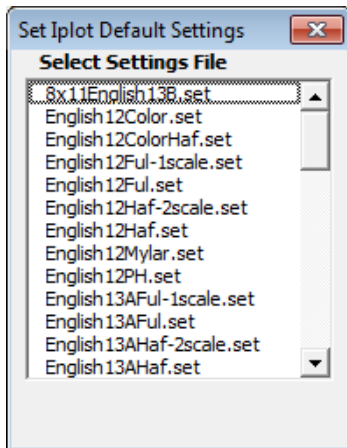 Set Iplot Default Settings
Select Settings File
8x11English13B.set
English12Color.set
English12ColorHaf.set
English12Ful-1scale.set
English12Ful.set
English12Haf-2scale.set
English12Haf.set
English12Mylar.set
English12PH.set
English13AFul-1scale.set
English13AFul.set
English13AHaf-2scale.set
English13AHaf.set